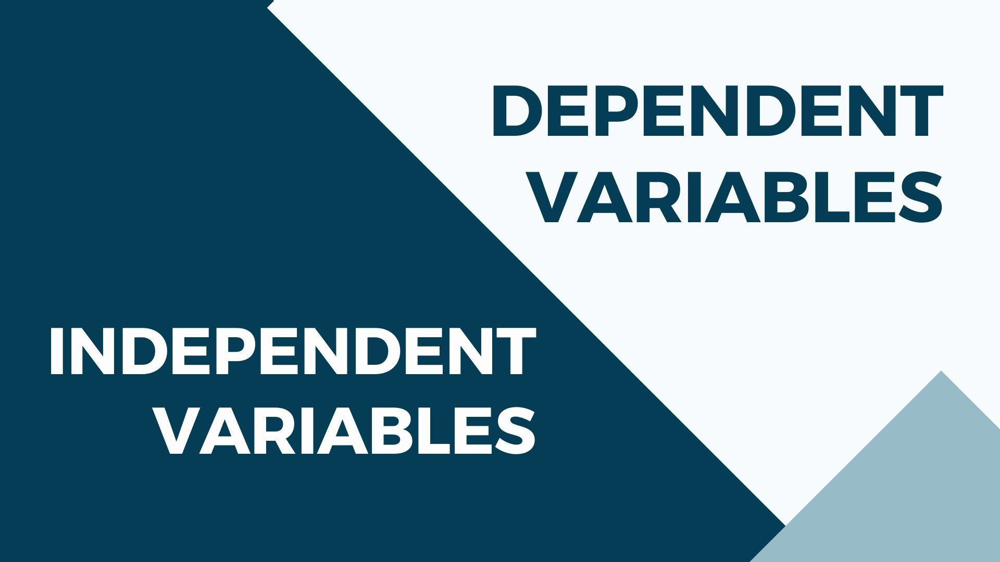 DEPENDENT
VARIABLES
INDEPENDENT
VARIABLES